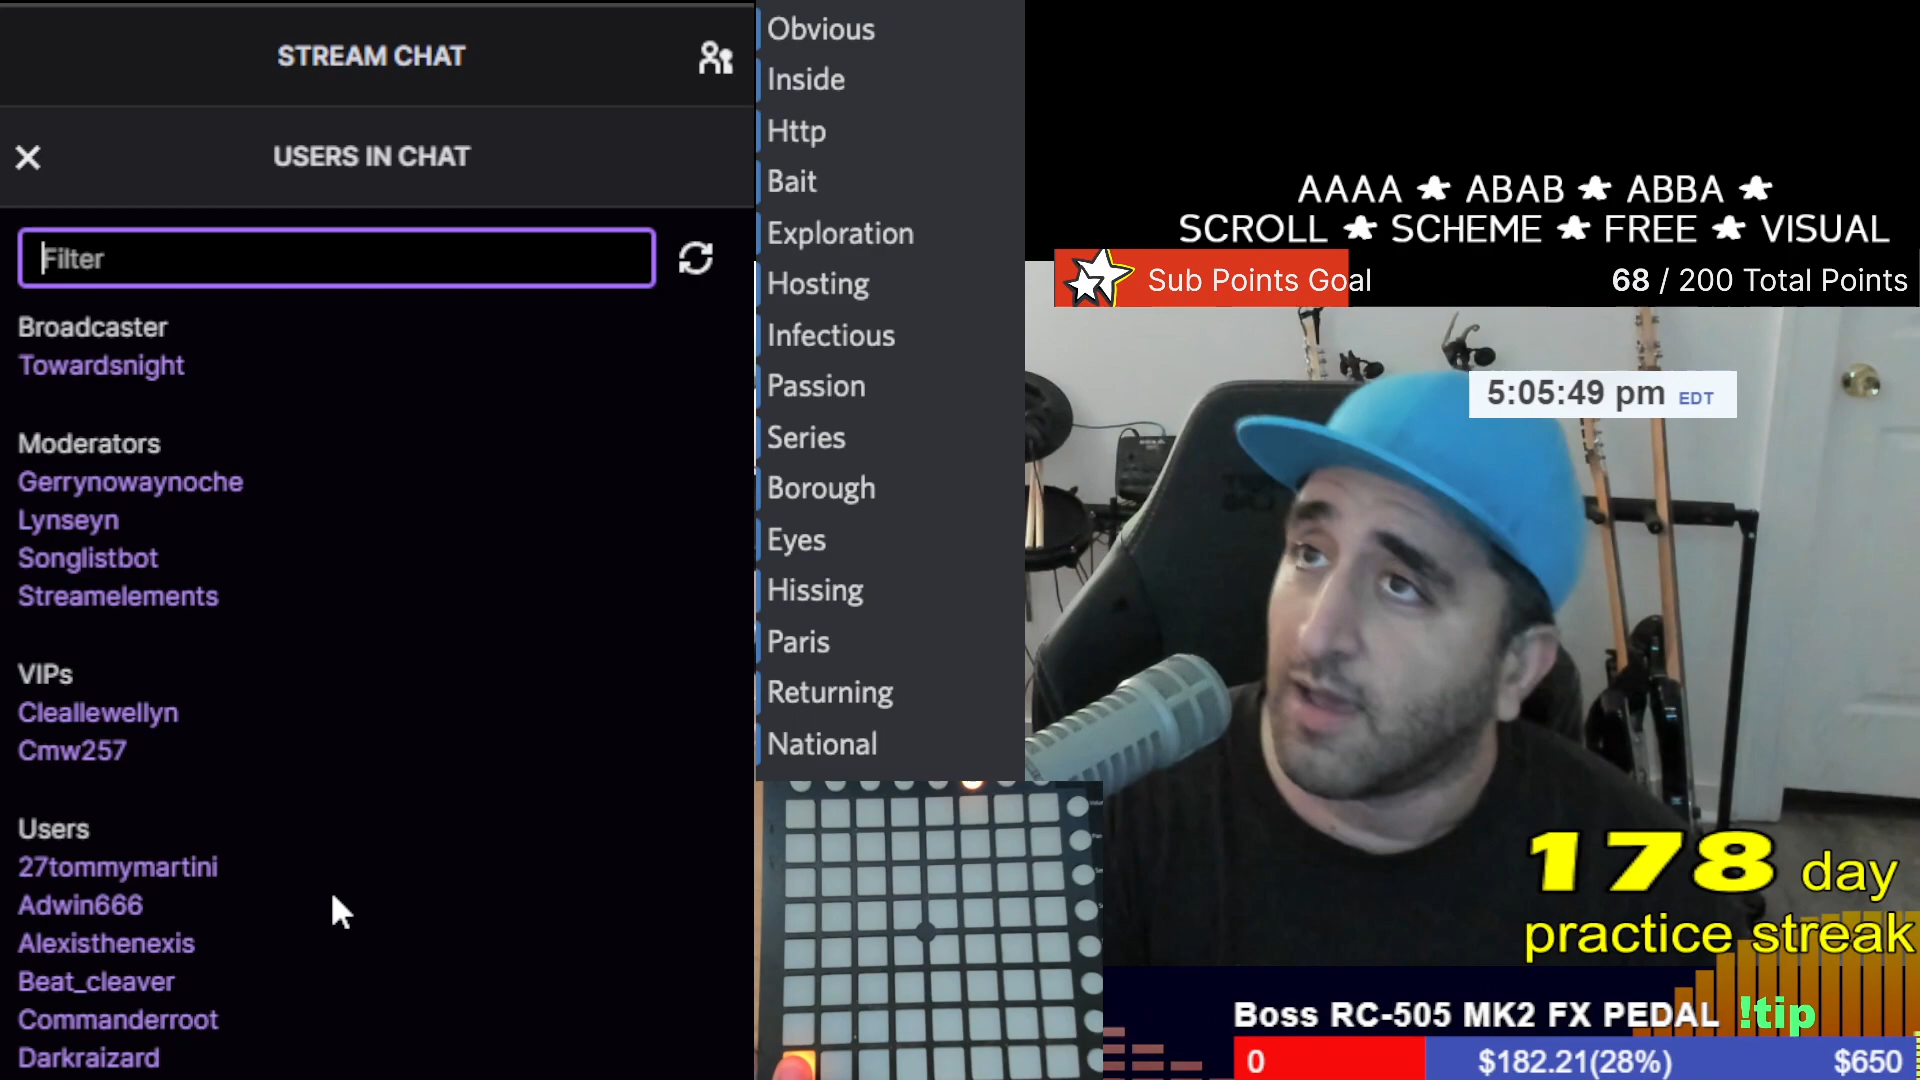 STREAM CHAT
USERS IN CHAT
Filter
Broadcaster
Towardsnight
Moderators
Gerrynowaynoche
Lynseyn
Songlistbot
Streamelements
VIPs
Cleallewellyn
Cmw257
Users
27tommymartini
Adwin666
Alexisthenexis
Beat_cleaver
Commanderroot
Darkraizard
Obvious
Inside
Http
Bait
Exploration
Hosting
Infectious
Passion
Series
Borough
Eyes
Hissing
Paris
Returning
National
AAAA ★ ABAB ★ ABBA ★
SCROLL ★ SCHEME ★ FREE ★ VISUAL
Sub Points Goal 68 / 200 Total Points
5:05:49 pm EDT
178 day
practice streak
Boss RC-505 MK2 FX PEDAL !tip
0 $182.21(28%) $650